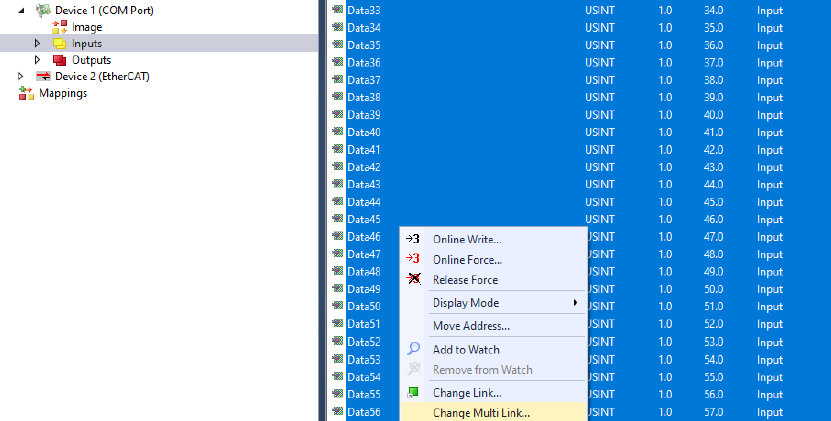 Device 1 (COM Port)
Image
Inputs
Outputs
Device 2 (EtherCAT)
Mappings
Data33 USINT 1.0 34.0 Input
Data34 USINT 1.0 35.0 Input
Data35 USINT 1.0 36.0 Input
Data36 USINT 1.0 37.0 Input
Data37 USINT 1.0 38.0 Input
Data38 USINT 1.0 39.0 Input
Data39 USINT 1.0 40.0 Input
Data40 USINT 1.0 41.0 Input
Data41 USINT 1.0 42.0 Input
Data42 USINT 1.0 43.0 Input
Data43 USINT 1.0 44.0 Input
Data44 USINT 1.0 45.0 Input
Data45 USINT 1.0 46.0 Input
Data46 USINT 1.0 47.0 Input
Data47 USINT 1.0 48.0 Input
Data48 USINT 1.0 49.0 Input
Data49 USINT 1.0 50.0 Input
Data50 USINT 1.0 51.0 Input
Data51 USINT 1.0 52.0 Input
Data52 USINT 1.0 53.0 Input
Data53 USINT 1.0 54.0 Input
Data54 USINT 1.0 55.0 Input
Data55 USINT 1.0 56.0 Input
Data56 USINT 1.0 57.0 Input
→3 Online Write...
→3 Online Force...
→3 Release Force
Display Mode
Move Address...
Add to Watch
Remove from Watch
Change Link...
Change Multi Link...